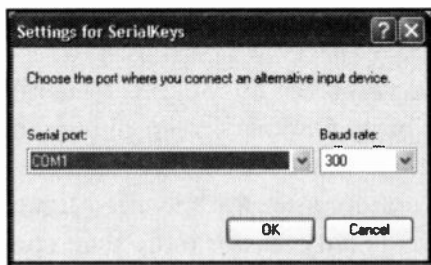 Settings for SerialKeys
Choose the port where you connect an alternative input device.
Serial port: Baud rate:
COM1 300
OK Cancel